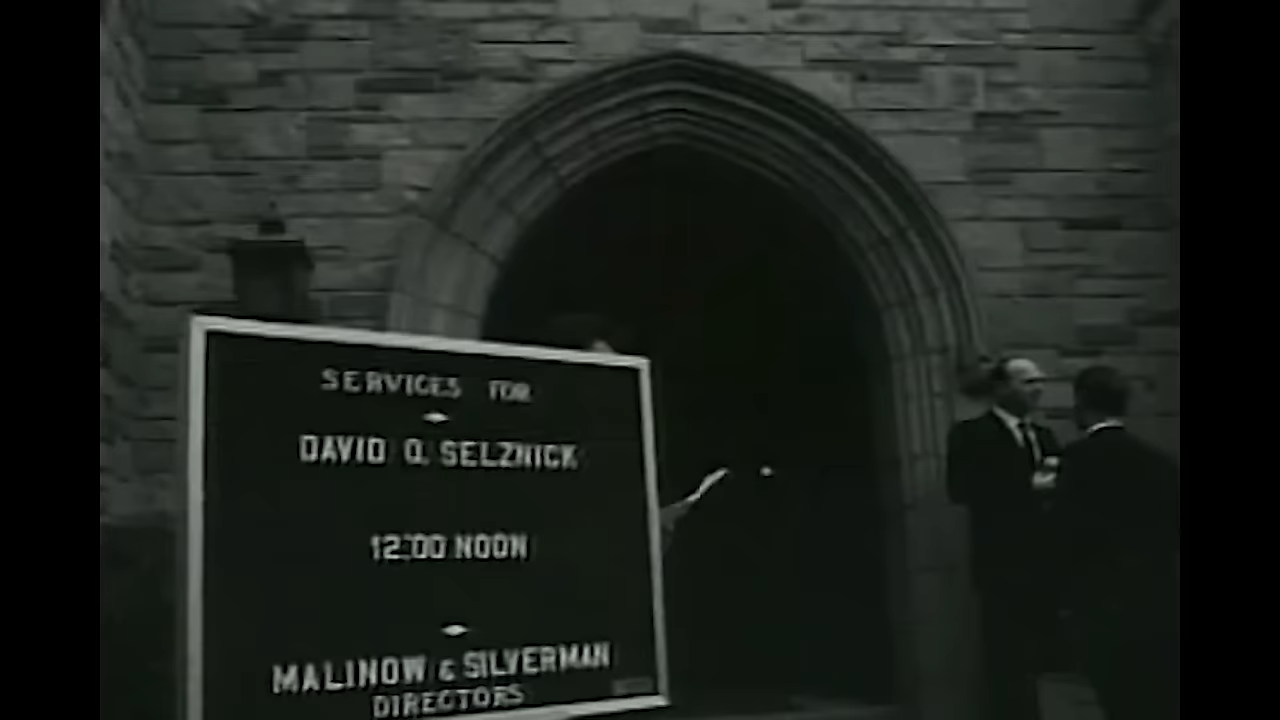 SERVICES FOR
DAVID O. SELZNICK
12:00 NOON
MALINOW & SILVERMAN
DIRECTORS